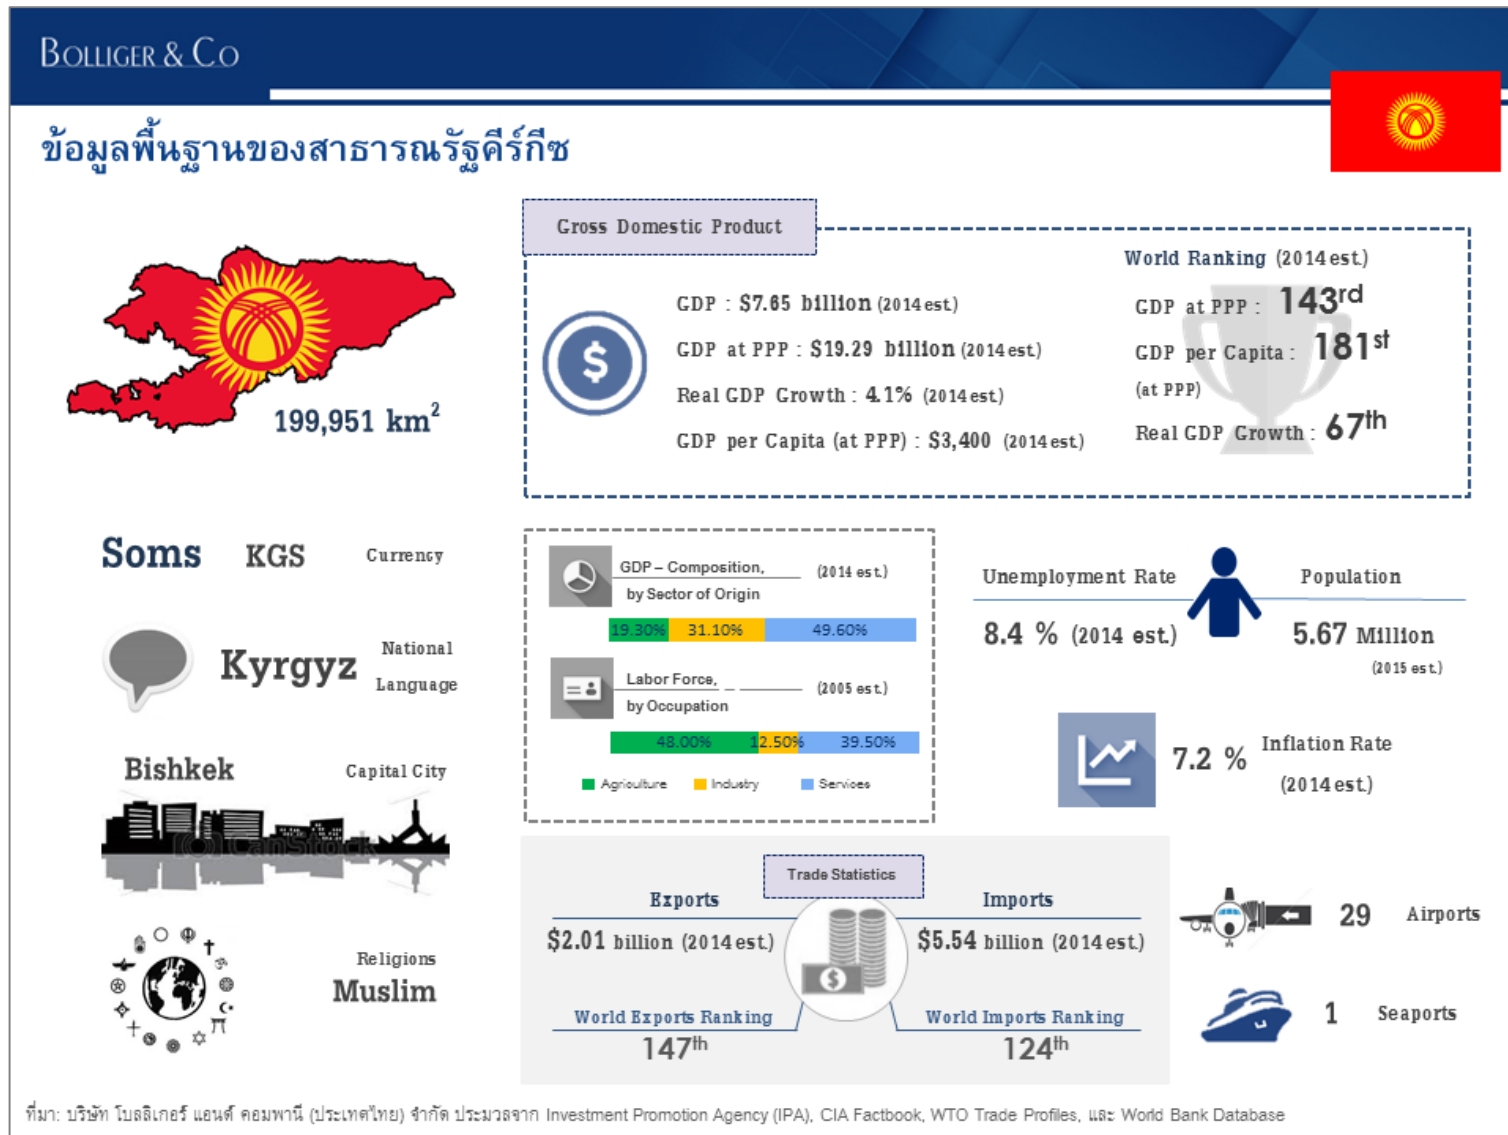 BOLLIGER & CO
ข้อมูลพื้นฐานของสาธารณรัฐคีร์กีซ
199,951 km²
Gross Domestic Product
GDP : $7.65 billion (2014 est.)
GDP at PPP : $19.29 billion (2014 est.)
Real GDP Growth : 4.1% (2014 est.)
GDP per Capita (at PPP) : $3,400 (2014 est.)
World Ranking (2014 est.)
GDP at PPP : 143rd
GDP per Capita : 181st
(at PPP)
Real GDP Growth : 67th
Soms KGS Currency
Kyrgyz National
Language
Bishkek Capital City
CanStock
Religions
Muslim
GDP – Composition, (2014 est.)
by Sector of Origin
19.30% 31.10% 49.60%
Labor Force, (2005 est.)
by Occupation
48.00% 12.50% 39.50%
Agriculture Industry Services
Unemployment Rate
8.4 % (2014 est.)
Population
5.67 Million
(2015 est.)
7.2 % Inflation Rate
(2014 est.)
Trade Statistics
Exports
$2.01 billion (2014 est.)
World Exports Ranking
147th
Imports
$5.54 billion (2014 est.)
World Imports Ranking
124th
29 Airports
1 Seaports
ที่มา: บริษัท โบลลิเกอร์ แอนด์ คอมพานี (ประเทศไทย) จำกัด ประมวลจาก Investment Promotion Agency (IPA), CIA Factbook, WTO Trade Profiles, และ World Bank Database